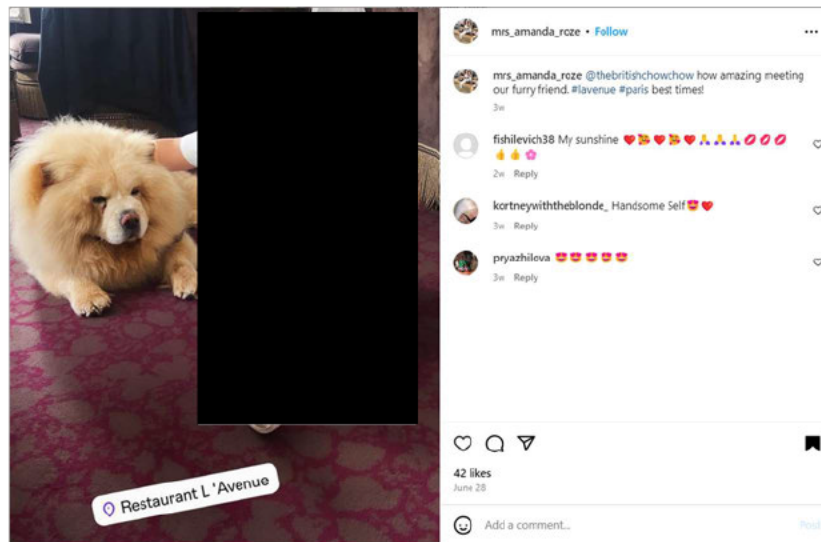 mrs_amanda_roze • Follow
mrs_amanda_roze @thebritishchowchow how amazing meeting
our furry friend. #lavenue #paris best times!
3w
fishilevich38 My sunshine ❤️🥰❤️🥰❤️🙏🙏🙏💋💋💋
👍👍🌸
2w Reply
kortneywiththeblonde_ Handsome Self😍❤️
3w Reply
pryazhilova 😍😍😍😍😍
3w Reply
Restaurant L 'Avenue
42 likes
June 28
Add a comment...
Post